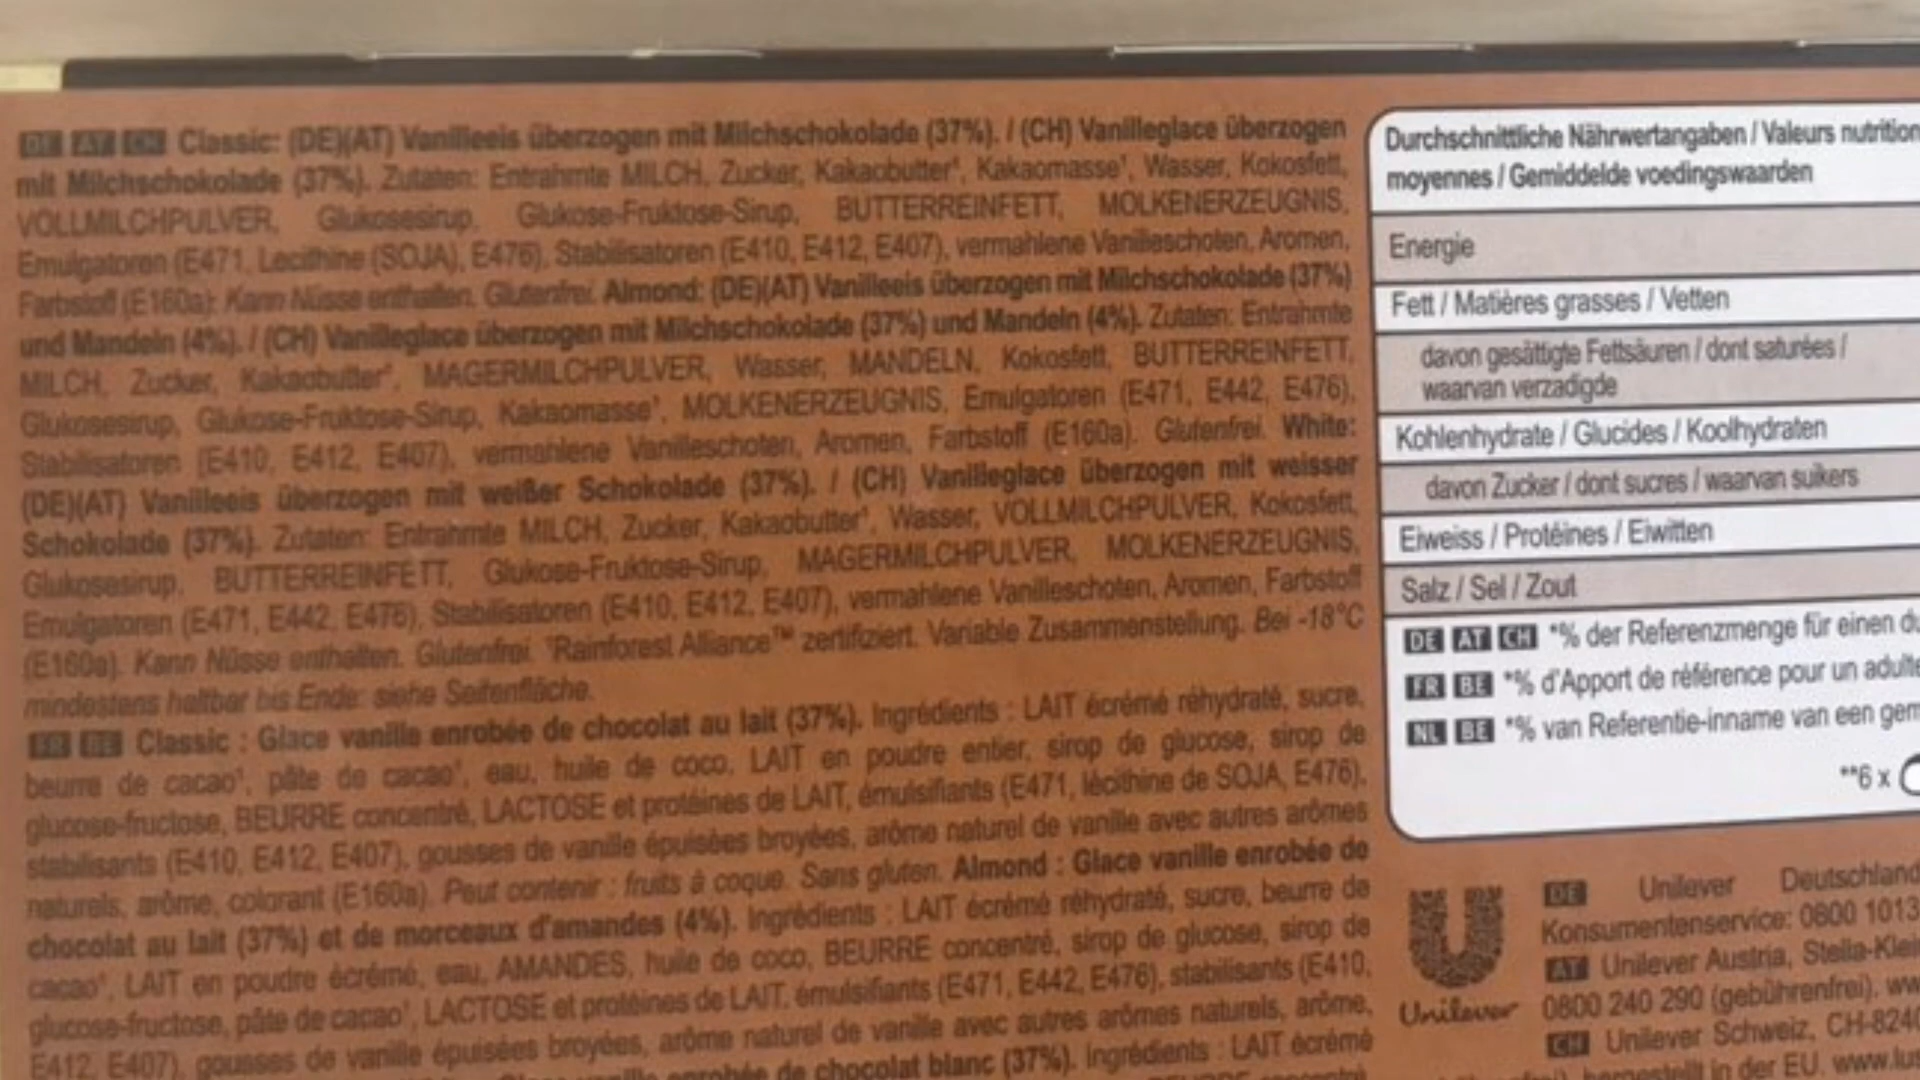 DE AT CH Classic: (DE)(AT) Vanilleeis überzogen mit Milchschokolade (37%). / (CH) Vanilleglace überzogen
mit Milchschokolade (37%). Zutaten: Entrahmte MILCH, Zucker, Kakaobutter¹, Kakaomasse¹, Wasser, Kokosfett,
VOLLMILCHPULVER, Glukosesirup, Glukose-Fruktose-Sirup, BUTTERREINFETT, MOLKENERZEUGNIS,
Emulgatoren (E471, Lecithine (SOJA), E476), Stabilisatoren (E410, E412, E407), vermahlene Vanilleschoten, Aromen,
Farbstoff (E160a). Kann Nüsse enthalten. Glutenfrei. Almond: (DE)(AT) Vanilleeis überzogen mit Milchschokolade (37%)
und Mandeln (4%). / (CH) Vanilleglace überzogen mit Milchschokolade (37%) und Mandeln (4%). Zutaten: Entrahmte
MILCH, Zucker, Kakaobutter¹, MAGERMILCHPULVER, Wasser, MANDELN, Kokosfett, BUTTERREINFETT,
Glukosesirup, Glukose-Fruktose-Sirup, Kakaomasse¹, MOLKENERZEUGNIS, Emulgatoren (E471, E442, E476),
Stabilisatoren (E410, E412, E407), vermahlene Vanilleschoten, Aromen, Farbstoff (E160a). Glutenfrei. White:
(DE)(AT) Vanilleeis überzogen mit weißer Schokolade (37%). / (CH) Vanilleglace überzogen mit weisser
Schokolade (37%). Zutaten: Entrahmte MILCH, Zucker, Kakaobutter¹, Wasser, VOLLMILCHPULVER, Kokosfett,
Glukosesirup, BUTTERREINFETT, Glukose-Fruktose-Sirup, MAGERMILCHPULVER, MOLKENERZEUGNIS,
Emulgatoren (E471, E442, E476), Stabilisatoren (E410, E412, E407), vermahlene Vanilleschoten, Aromen, Farbstoff
(E160a). Kann Nüsse enthalten. Glutenfrei. ¹Rainforest Alliance™ zertifiziert. Variable Zusammenstellung. Bei -18°C
mindestens haltbar bis Ende: siehe Seitenfläche.
FR BE Classic : Glace vanille enrobée de chocolat au lait (37%). Ingrédients : LAIT écrémé réhydraté, sucre,
beurre de cacao¹, pâte de cacao¹, eau, huile de coco, LAIT en poudre entier, sirop de glucose, sirop de
glucose-fructose, BEURRE concentré, LACTOSE et protéines de LAIT, émulsifiants (E471, lécithine de SOJA, E476),
stabilisants (E410, E412, E407), gousses de vanille épuisées broyées, arôme naturel de vanille avec autres arômes
naturels, arôme, colorant (E160a). Peut contenir : fruits à coque. Sans gluten. Almond : Glace vanille enrobée de
chocolat au lait (37%) et de morceaux d'amandes (4%). Ingrédients : LAIT écrémé réhydraté, sucre, beurre de
cacao¹, LAIT en poudre écrémé, eau, AMANDES, huile de coco, BEURRE concentré, sirop de glucose, sirop de
glucose-fructose, pâte de cacao¹, LACTOSE et protéines de LAIT, émulsifiants (E471, E442, E476), stabilisants (E410,
E412, E407), gousses de vanille épuisées broyées, arôme naturel de vanille avec autres arômes naturels, arôme,
enrobée de chocolat blanc (37%). Ingrédients : LAIT écrémé
Durchschnittliche Nährwertangaben / Valeurs nutrition
moyennes / Gemiddelde voedingswaarden
Energie
Fett / Matières grasses / Vetten
davon gesättigte Fettsäuren / dont saturées /
waarvan verzadigde
Kohlenhydrate / Glucides / Koolhydraten
davon Zucker / dont sucres / waarvan suikers
Eiweiss / Protéines / Eiwitten
Salz / Sel / Zout
DE AT CH *% der Referenzmenge für einen du
FR BE *% d'Apport de référence pour un adulte
NL BE *% van Referentie-inname van een gem
**6 x
Unilever
DE Unilever Deutschland
Konsumentenservice: 0800 1013
AT Unilever Austria, Stella-Klei
0800 240 290 (gebührenfrei). ww
CH Unilever Schweiz, CH-8240
hergestellt in der EU. www.lus